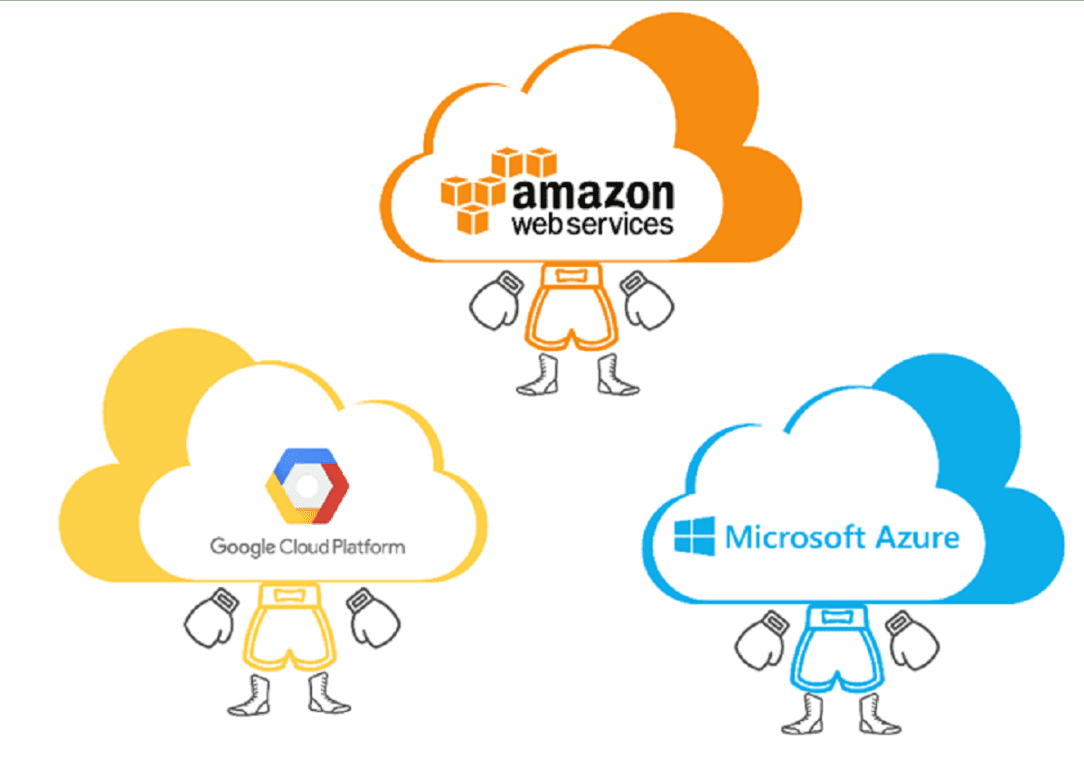 amazon
web services
Google Cloud Platform
Microsoft Azure